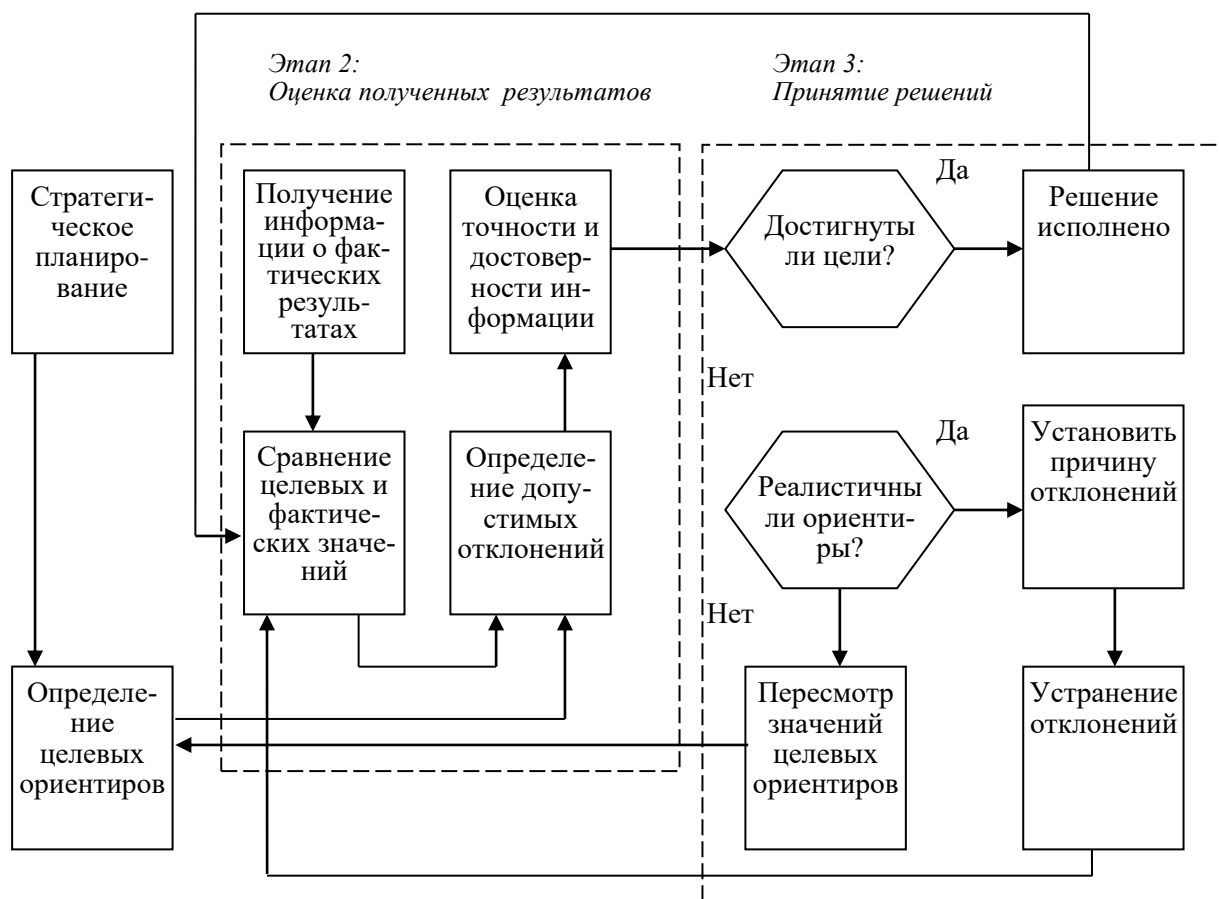 Этап 2:
Оценка полученных результатов
Этап 3:
Принятие решений
Стратеги-
ческое
планиро-
вание
Получение
информа-
ции о фак-
тических
резуль-
татах
Оценка
точности и
достовер-
ности ин-
формации
Достигнуты
ли цели?
Да
Решение
исполнено
Нет
Сравнение
целевых и
фактиче-
ских значе-
ний
Определе-
ние допу-
стимых
отклонений
Реалистичны
ли ориенти-
ры?
Да
Установить
причину
отклонений
Нет
Определе-
ние
целевых
ориентиров
Пересмотр
значений
целевых
ориентиров
Устранение
отклонений